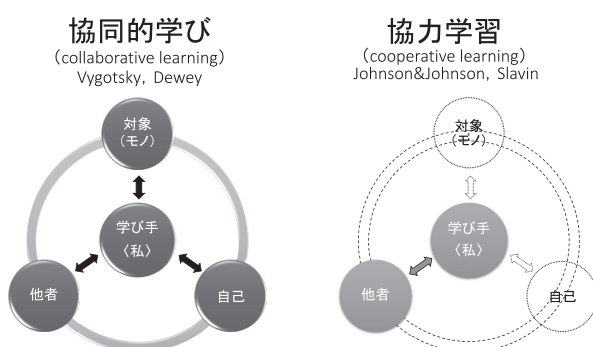 協同的学び
（collaborative learning）
Vygotsky, Dewey
対象
（モノ）
学び手
〈私〉
他者
自己
協力学習
（cooperative learning）
Johnson&Johnson, Slavin
対象
（モノ）
学び手
〈私〉
他者
自己